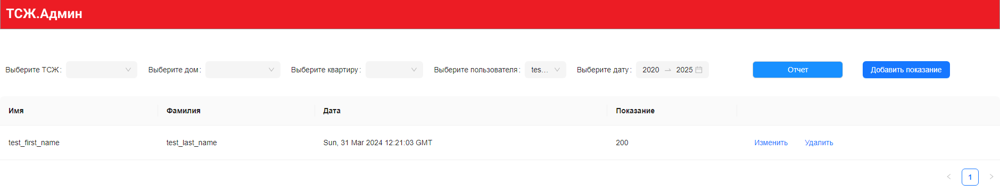 ТСЖ.Админ
Выберите ТСЖ: Выберите дом: Выберите квартиру: Выберите пользователя: tes... Выберите дату: 2020 → 2025 Отчет Добавить показание
Имя Фамилия Дата Показание
test_first_name test_last_name Sun, 31 Mar 2024 12:21:03 GMT 200 Изменить Удалить
< 1 >